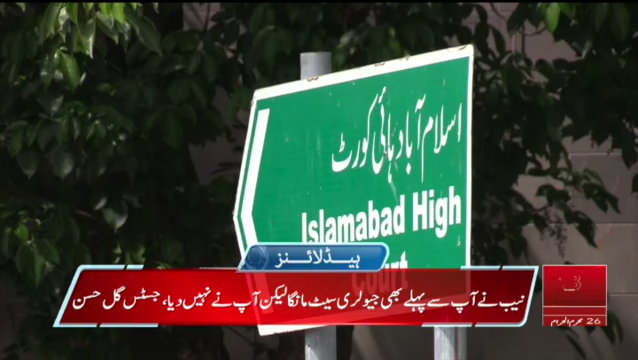 اسلام آباد ہائی کورٹ
Islamabad High
Court
ہیڈلائنز
نیب نے آپ سے پہلے بھی جیولری سیٹ مانگا لیکن آپ نے نہیں دیا، جسٹس گل حسن
26 محرم الحرام